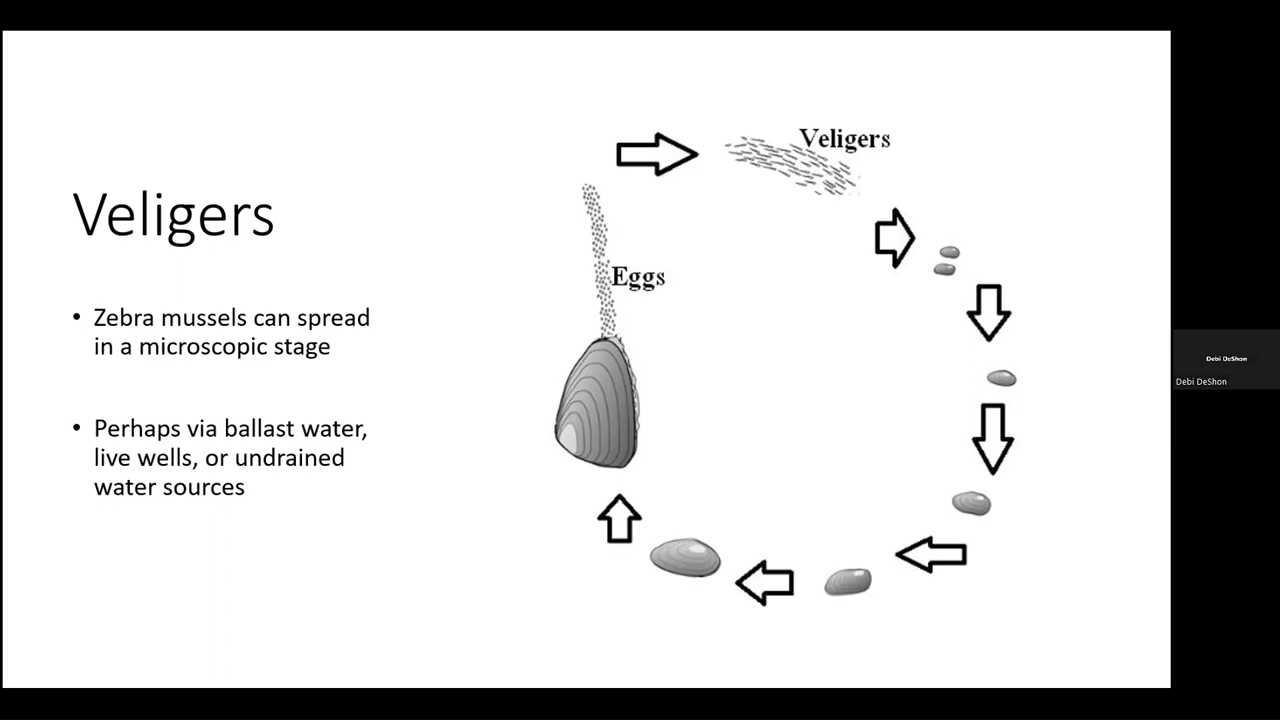 Veligers
• Zebra mussels can spread
in a microscopic stage
• Perhaps via ballast water,
live wells, or undrained
water sources
Veligers
Eggs
Debi DeShon
Debi DeShon